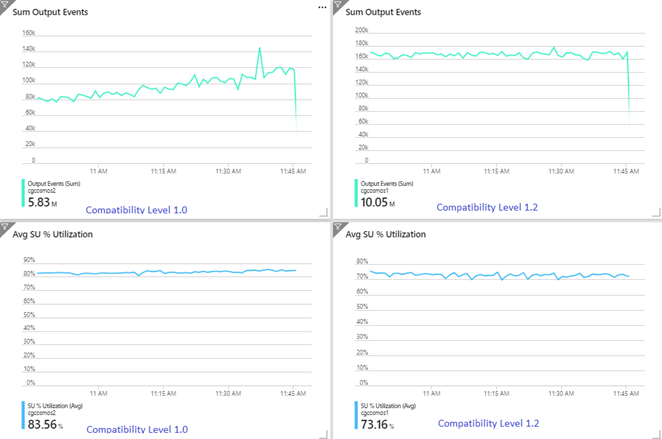 Sum Output Events
...
160k
140k
120k
100k
80k
60k
40k
20k
0
11 AM 11:15 AM 11:30 AM 11:45 AM
Output Events (Sum)
cgcosmos2
5.83 M
Compatibility Level 1.0
Sum Output Events
200k
180k
160k
140k
120k
100k
80k
60k
40k
20k
0
11 AM 11:15 AM 11:30 AM 11:45 AM
Output Events (Sum)
cgcosmos1
10.05 M
Compatibility Level 1.2
Avg SU % Utilization
90%
80%
70%
60%
50%
40%
30%
20%
10%
0%
11 AM 11:15 AM 11:30 AM 11:45 AM
SU % Utilization (Avg)
cgcosmos2
83.56 %
Compatibility Level 1.0
Avg SU % Utilization
80%
70%
60%
50%
40%
30%
20%
10%
0%
11 AM 11:15 AM 11:30 AM 11:45 AM
SU % Utilization (Avg)
cgcosmos1
73.16 %
Compatibility Level 1.2